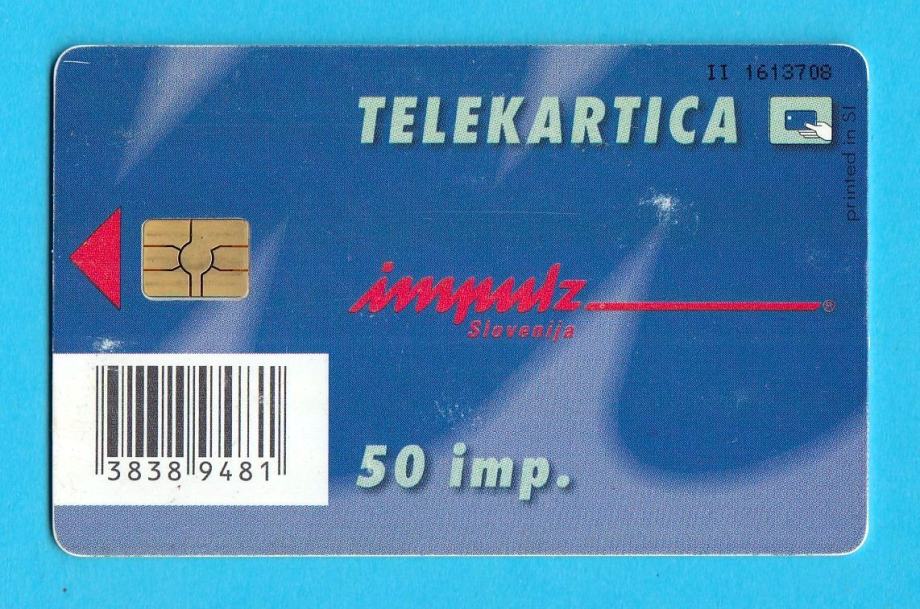 II 1613708
TELEKARTICA
printed in SI
impulz ®
Slovenija
3838 9481
50 imp.